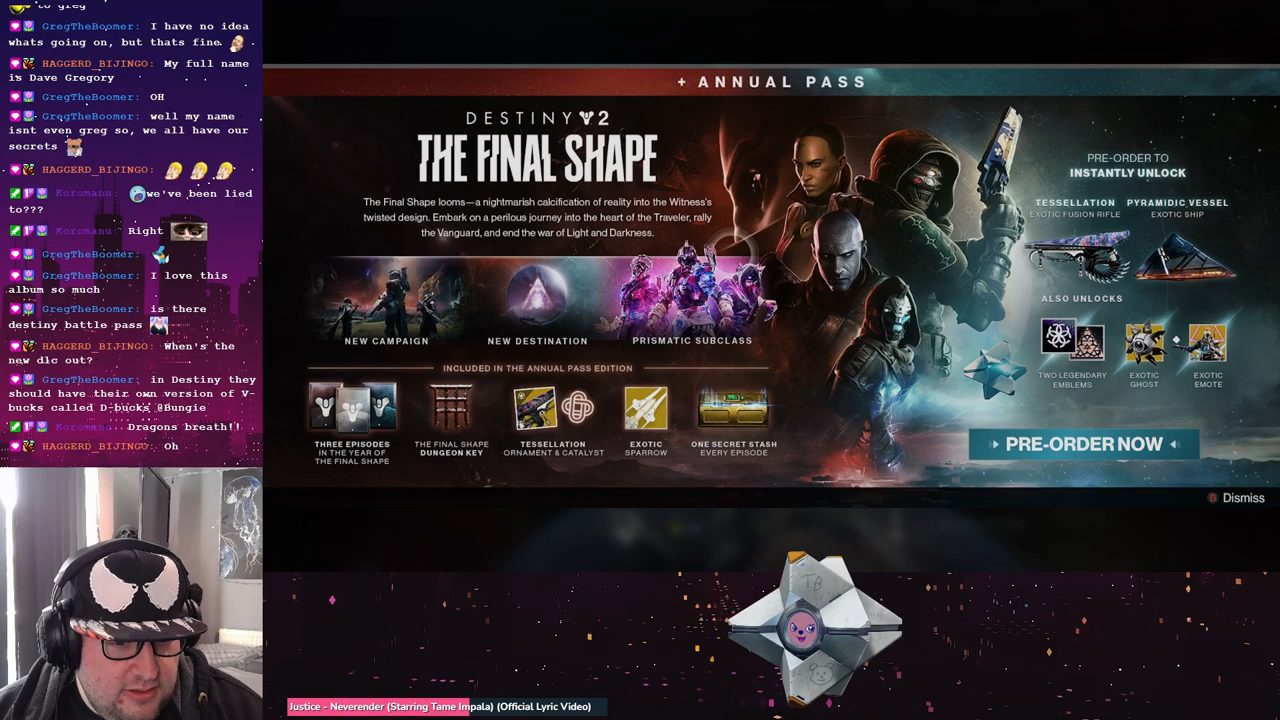 to greg
GregTheBoomer: I have no idea
whats going on, but thats fine
HAGGERD_BIJINGO: My full name
is Dave Gregory
GregTheBoomer: OH
GregTheBoomer: well my name
isnt even greg so, we all have our
secrets
HAGGERD_BIJINGO:
Koromanu: we've been lied
to???
Koromanu: Right
GregTheBoomer:
GregTheBoomer: I love this
album so much
GregTheBoomer: is there
destiny battle pass
HAGGERD_BIJINGO: When's the
new dlc out?
GregTheBoomer: in Destiny they
should have their own version of V-
bucks called D-bucks @Bungie
Koromanu: Dragons breath!!
HAGGERD_BIJINGO: Oh
+ ANNUAL PASS
DESTINY 2
THE FINAL SHAPE
The Final Shape looms—a nightmarish calcification of reality into the Witness's
twisted design. Embark on a perilous journey into the heart of the Traveler, rally
the Vanguard, and end the war of Light and Darkness.
NEW CAMPAIGN
NEW DESTINATION
PRISMATIC SUBCLASS
INCLUDED IN THE ANNUAL PASS EDITION
THREE EPISODES
IN THE YEAR OF
THE FINAL SHAPE
THE FINAL SHAPE
DUNGEON KEY
TESSELLATION
ORNAMENT & CATALYST
EXOTIC
SPARROW
ONE SECRET STASH
EVERY EPISODE
PRE-ORDER TO
INSTANTLY UNLOCK
TESSELLATION
EXOTIC FUSION RIFLE
PYRAMIDIC VESSEL
EXOTIC SHIP
ALSO UNLOCKS
TWO LEGENDARY
EMBLEMS
EXOTIC
GHOST
EXOTIC
EMOTE
PRE-ORDER NOW
B Dismiss
TB
Justice - Neverender (Starring Tame Impala) (Official Lyric Video)